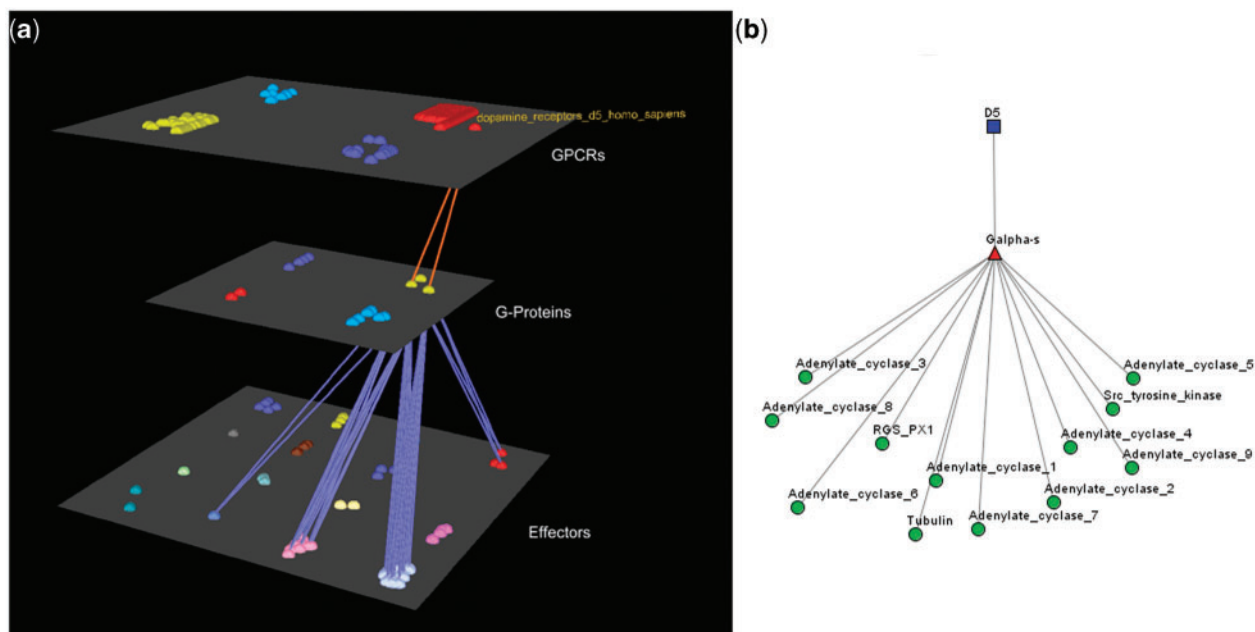 (a)
dopamine_receptors_d5_homo_sapiens
GPCRs
G-Proteins
Effectors
(b)
D5
Galpha-s
Adenylate_cyclase_3
Adenylate_cyclase_5
Src_tyrosine_kinase
Adenylate_cyclase_8
RGS_PX1
Adenylate_cyclase_4
Adenylate_cyclase_9
Adenylate_cyclase_1
Adenylate_cyclase_6
Adenylate_cyclase_2
Tubulin
Adenylate_cyclase_7